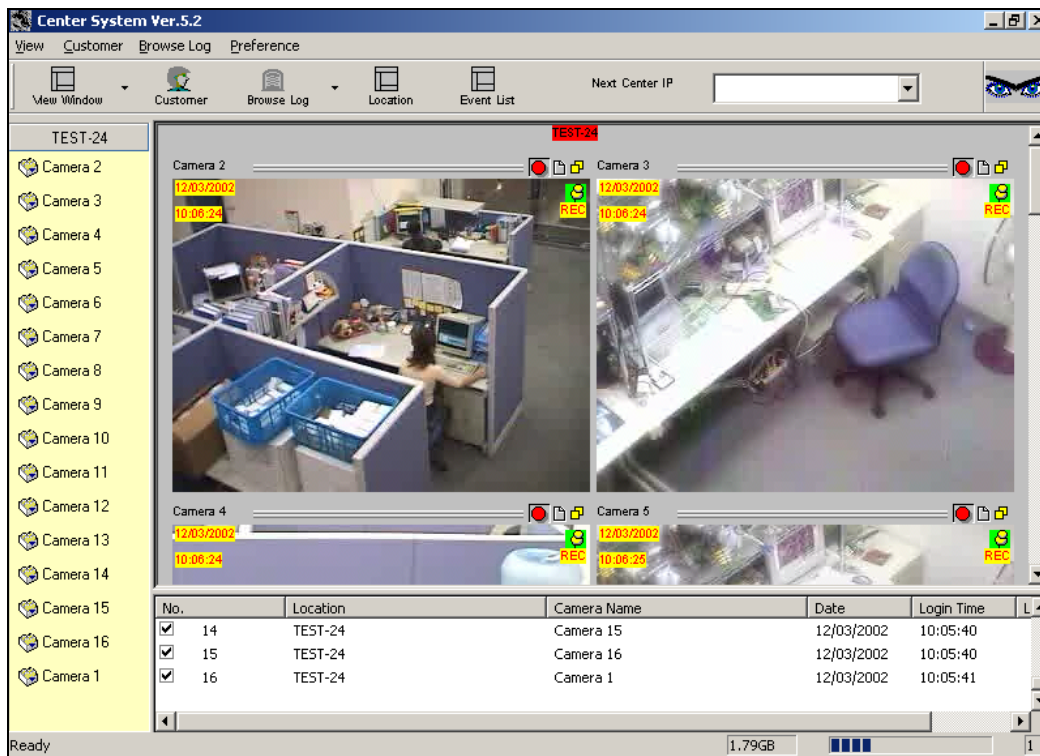 Center System Ver.5.2
View Customer Browse Log Preference
View Window Customer Browse Log Location Event List Next Center IP
TEST-24
TEST-24
Camera 2
Camera 3
Camera 4
Camera 5
Camera 6
Camera 7
Camera 8
Camera 9
Camera 10
Camera 11
Camera 12
Camera 13
Camera 14
Camera 15
Camera 16
Camera 1
Camera 2
12/03/2002
10:06:24
REC
Camera 3
12/03/2002
10:06:24
REC
Camera 4
12/03/2002
10:06:24
REC
Camera 5
12/03/2002
10:06:25
REC
No. Location Camera Name Date Login Time L
14 TEST-24 Camera 15 12/03/2002 10:05:40
15 TEST-24 Camera 16 12/03/2002 10:05:40
16 TEST-24 Camera 1 12/03/2002 10:05:41
Ready 1.79GB 1